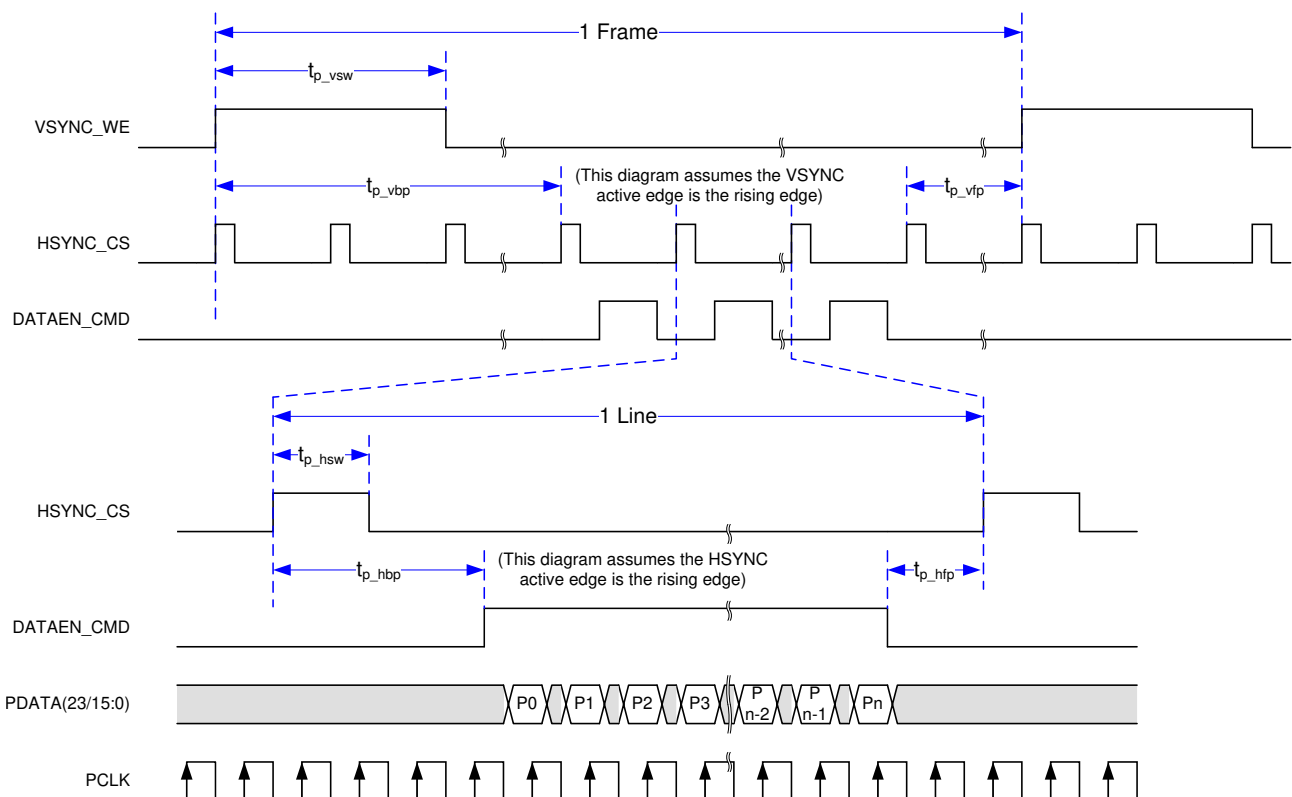 1 Frame
tp_vsw
VSYNC_WE
tp_vbp
(This diagram assumes the VSYNC
active edge is the rising edge)
tp_vfp
HSYNC_CS
DATAEN_CMD
1 Line
tp_hsw
HSYNC_CS
tp_hbp
(This diagram assumes the HSYNC
active edge is the rising edge)
tp_hfp
DATAEN_CMD
PDATA(23/15:0)
P0
P1
P2
P3
P
n-2
P
n-1
Pn
PCLK